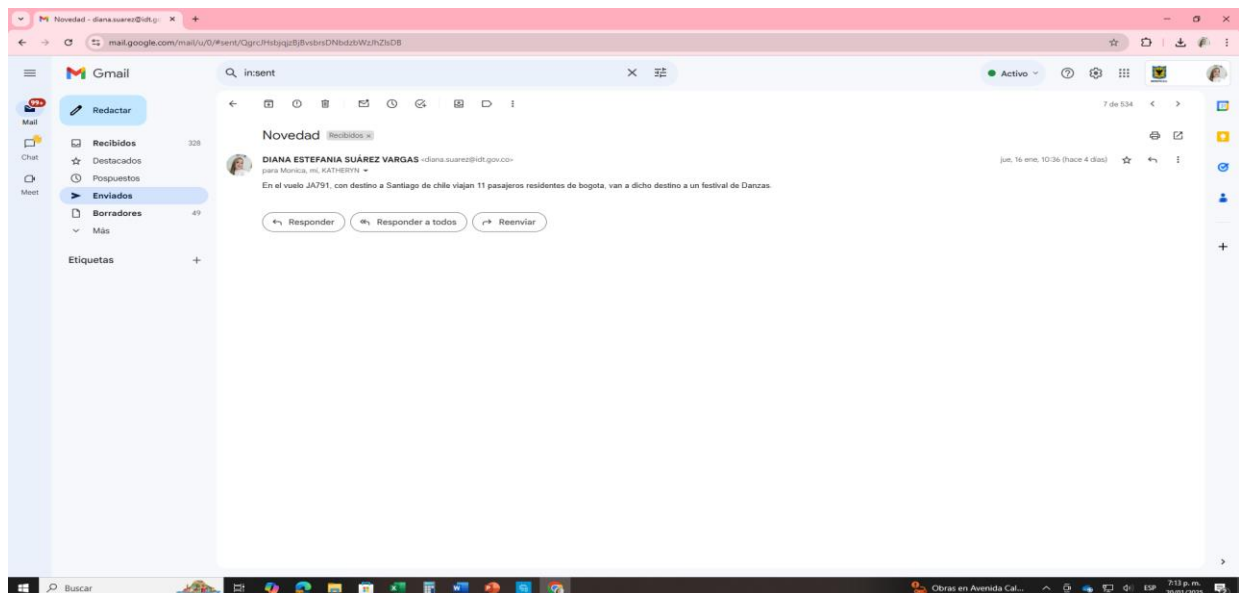 Novedad - diana.suarez@idt.g
mail.google.com/mail/u/0/#sent/
Gmail
in:sent
Activo
99+
Mail
Redactar
7 de 534
Chat
Meet
Recibidos 328
Destacados
Pospuestos
Enviados
Borradores 49
Más
Etiquetas
Novedad Recibidos x
DIANA ESTEFANIA SUÁREZ VARGAS <diana.suarez@idt.gov.co>
jue, 16 ene, 10:36 (hace 4 días)
para Monica, mí, KATHERYN
En el vuelo JA791, con destino a Santiago de chile viajan 11 pasajeros residentes de bogota, van a dicho destino a un festival de Danzas.
Responder Responder a todos Reenviar
Buscar
Obras en Avenida Cal...
ESP
7:13 p. m.
20/01/2025